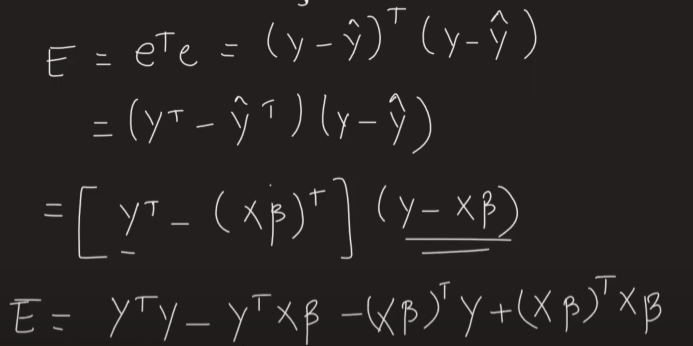 E = eᵀe = (y - ŷ)ᵀ (y - ŷ)
= (yᵀ - ŷᵀ) (y - ŷ)
= [yᵀ - (Xβ)ᵀ] (y - Xβ)
E = yᵀy - yᵀXβ - (Xβ)ᵀy + (Xβ)ᵀXβ